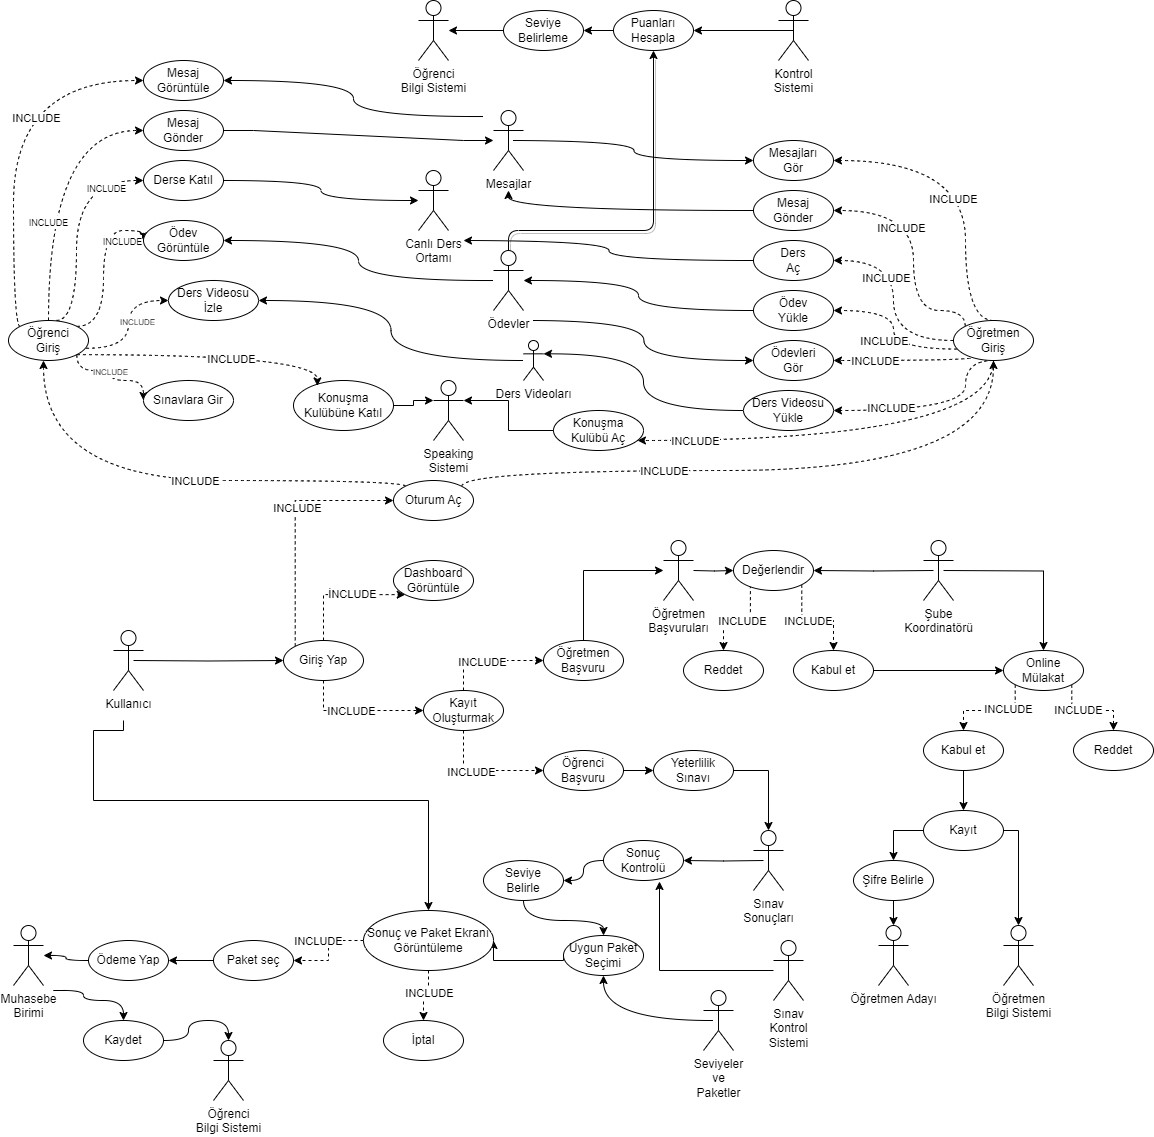 Öğrenci
Bilgi Sistemi
Seviye
Belirleme
Puanları
Hesapla
Kontrol
Sistemi
Mesaj
Görüntüle
INCLUDE
Mesaj
Gönder
Mesajlar
Mesajları
Gör
INCLUDE
Derse Katıl
INCLUDE
Mesaj
Gönder
INCLUDE
INCLUDE
Canlı Ders
Ortamı
Ödev
Görüntüle
INCLUDE
INCLUDE
Ders
Aç
INCLUDE
Ders Videosu
İzle
INCLUDE
Ödevler
Ödev
Yükle
INCLUDE
Öğrenci
Giriş
Öğretmen
Giriş
INCLUDE
INCLUDE
Ödevleri
Gör
INCLUDE
Sınavlara Gir
Konuşma
Kulübüne Katıl
Ders Videoları
Ders Videosu
Yükle
INCLUDE
Speaking
Sistemi
Konuşma
Kulübü Aç
INCLUDE
INCLUDE
INCLUDE
Oturum Aç
INCLUDE
Dashboard
Görüntüle
INCLUDE
Öğretmen
Başvuruları
Değerlendir
Şube
Koordinatörü
INCLUDE
INCLUDE
Kullanıcı
Giriş Yap
INCLUDE
Öğretmen
Başvuru
Reddet
Kabul et
Online
Mülakat
INCLUDE
Kayıt
Oluşturmak
INCLUDE
INCLUDE
Kabul et
Reddet
INCLUDE
Öğrenci
Başvuru
Yeterlilik
Sınavı
Kayıt
Sonuç
Kontrolü
Seviye
Belirle
Sınav
Sonuçları
Şifre Belirle
Sonuç ve Paket Ekranı
Görüntüleme
INCLUDE
Uygun Paket
Seçimi
Muhasebe
Birimi
Ödeme Yap
Paket seç
INCLUDE
Sınav
Kontrol
Sistemi
Öğretmen Adayı
Öğretmen
Bilgi Sistemi
Kaydet
İptal
Seviyeler
ve
Paketler
Öğrenci
Bilgi Sistemi